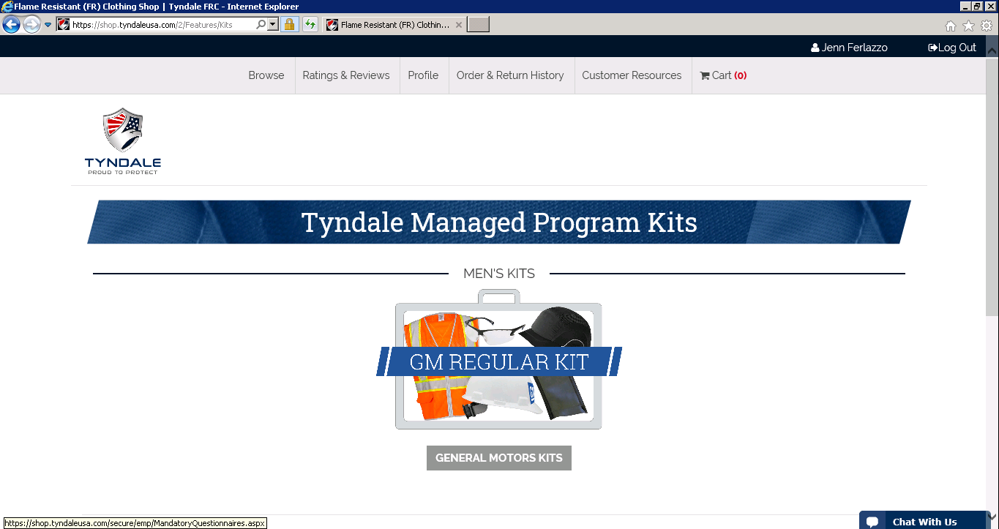 Flame Resistant (FR) Clothing Shop | Tyndale FRC - Internet Explorer
https://shop.tyndaleusa.com/2/Features/Kits
Flame Resistant (FR) Clothin...
Jenn Ferlazzo
Log Out
Browse
Ratings & Reviews
Profile
Order & Return History
Customer Resources
Cart (0)
TYNDALE
PROUD TO PROTECT
Tyndale Managed Program Kits
MEN'S KITS
GM REGULAR KIT
GENERAL MOTORS KITS
https://shop.tyndaleusa.com/secure/emp/MandatoryQuestionnaires.aspx
Chat With Us